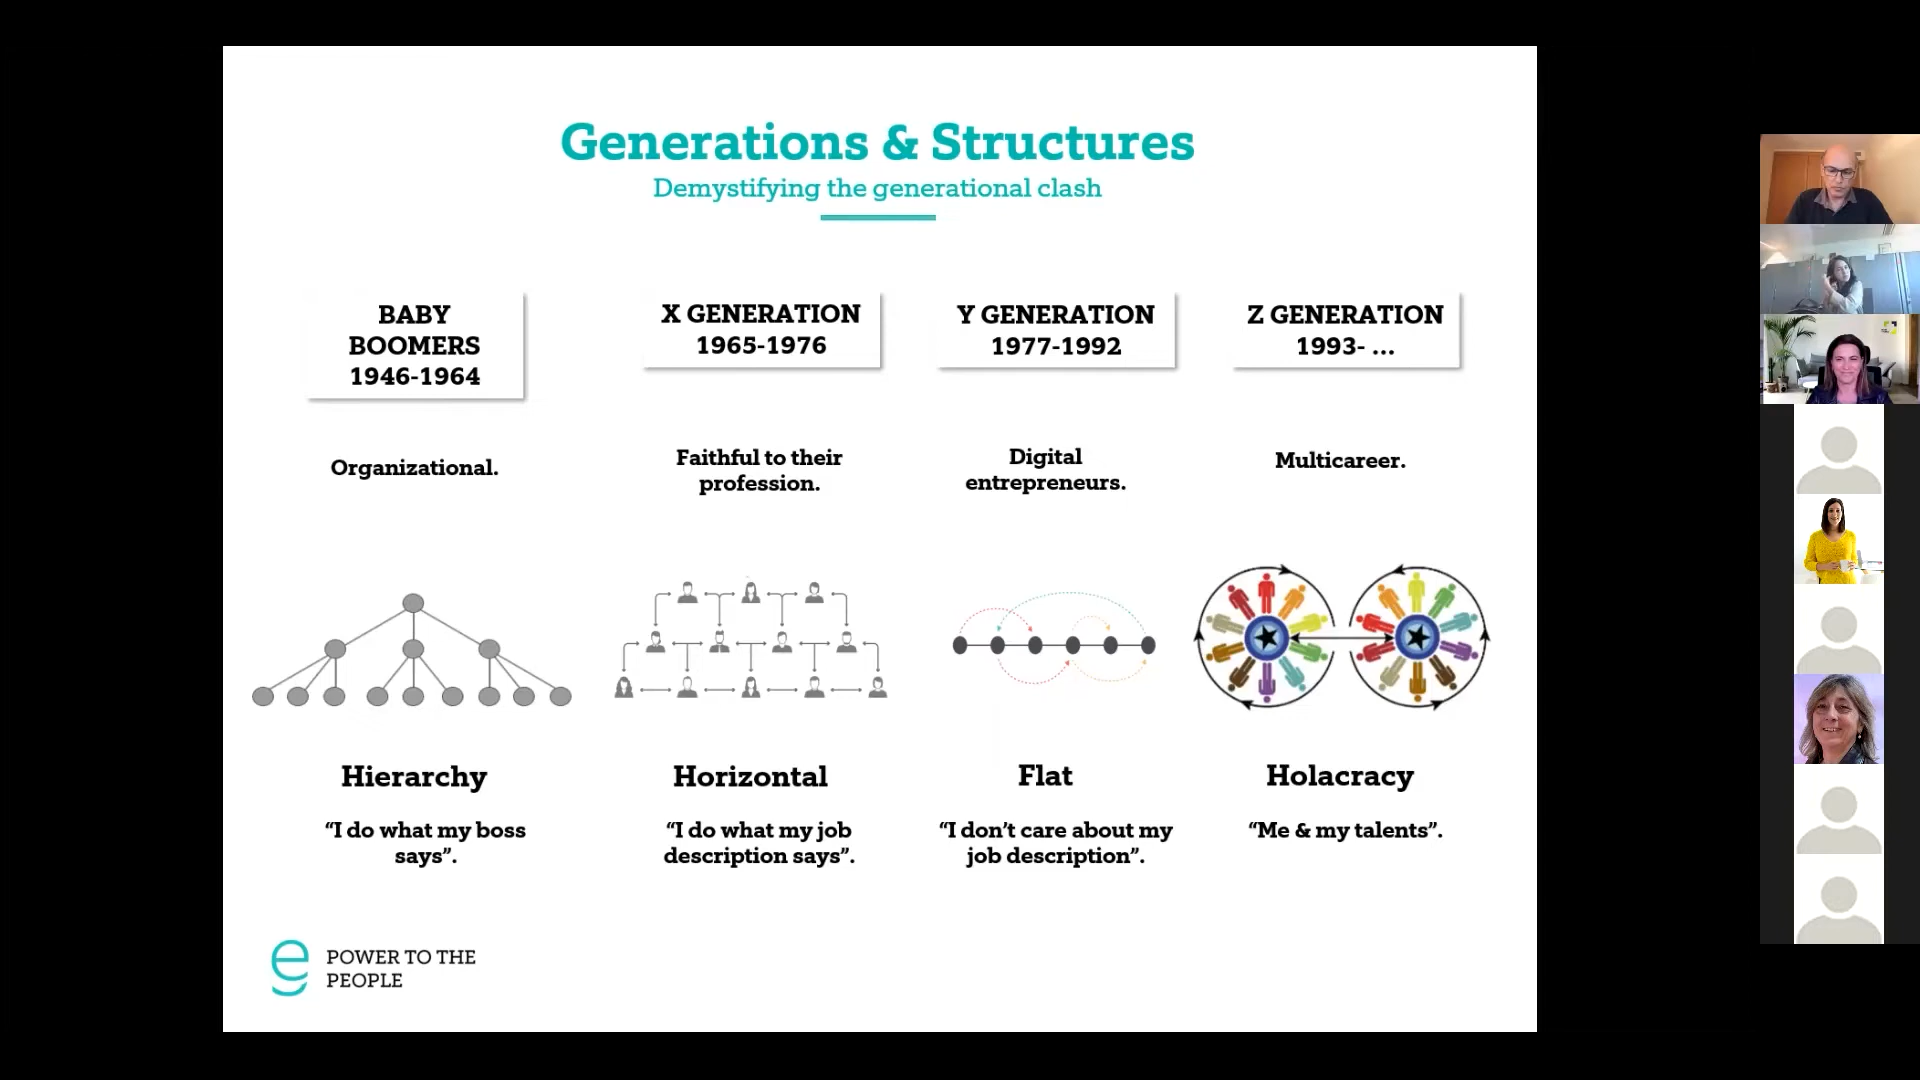 Generations & Structures
Demystifying the generational clash
BABY
BOOMERS
1946-1964
Organizational.
Hierarchy
“I do what my boss
says”.
X GENERATION
1965-1976
Faithful to their
profession.
Horizontal
“I do what my job
description says”.
Y GENERATION
1977-1992
Digital
entrepreneurs.
Flat
“I don’t care about my
job description”.
Z GENERATION
1993- ...
Multicareer.
Holacracy
“Me & my talents”.
e
POWER TO THE
PEOPLE